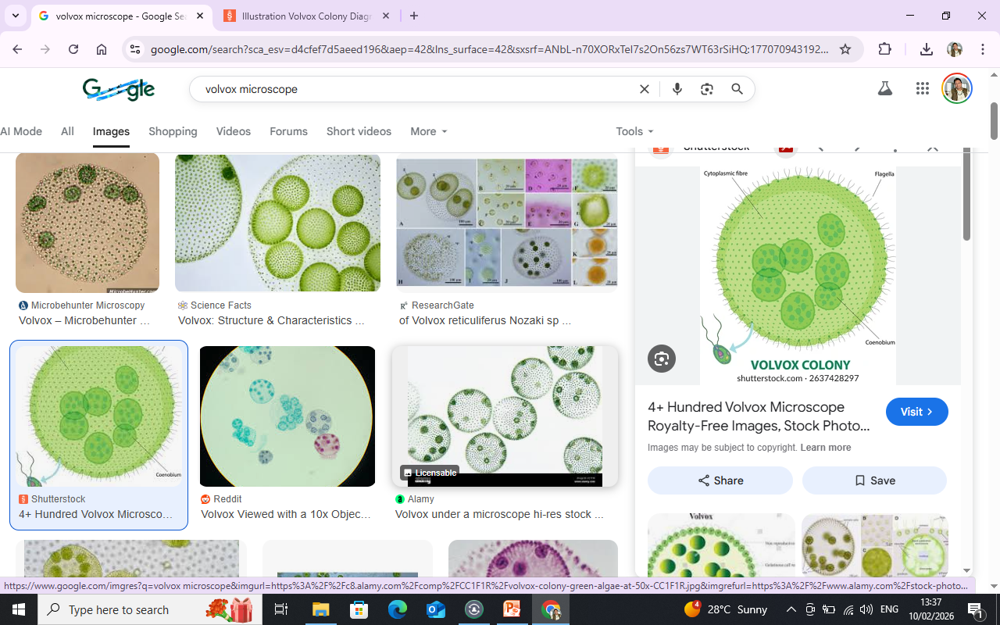 volvox microscope - Google Se
Illustration Volvox Colony Diag
google.com/search?sca_esv=d4cfef7d5aeed196&aep=42&lns_surface=42&sxsrf=ANbL-n70XORxTel7s2On56zs7WT63rSiHQ:177070943192...
Google
volvox microscope
AI Mode
All
Images
Shopping
Videos
Forums
Short videos
More
Tools
MicrobeHunter.com
Microbehunter Microscopy
Volvox – Microbehunter ...
Science Facts
Volvox: Structure & Characteristics ...
ResearchGate
of Volvox reticuliferus Nozaki sp ...
Coenobium
Shutterstock
4+ Hundred Volvox Microsco...
Reddit
Volvox Viewed with a 10x Objec...
Licensable
alamy
Alamy
Volvox under a microscope hi-res stock ...
Shutterstock
Cytoplasmic fibre
Flagella
Coenobium
VOLVOX COLONY
shutterstock.com · 2637428297
4+ Hundred Volvox Microscope
Royalty-Free Images, Stock Photo...
Visit
Images may be subject to copyright. Learn more
Share
Save
Volvox
https://www.google.com/imgres?q=volvox microscope&imgurl=https%3A%2F%2Fc8.alamy.com%2Fcomp%2FCC1F1R%2Fvolvox-colony-green-algae-at-50x-CC1F1R.jpg&imgrefurl=https%3A%2F%2Fwww.alamy.com%2Fstock-photo...
Type here to search
4
28°C Sunny
ENG
13:37
10/02/2026
1